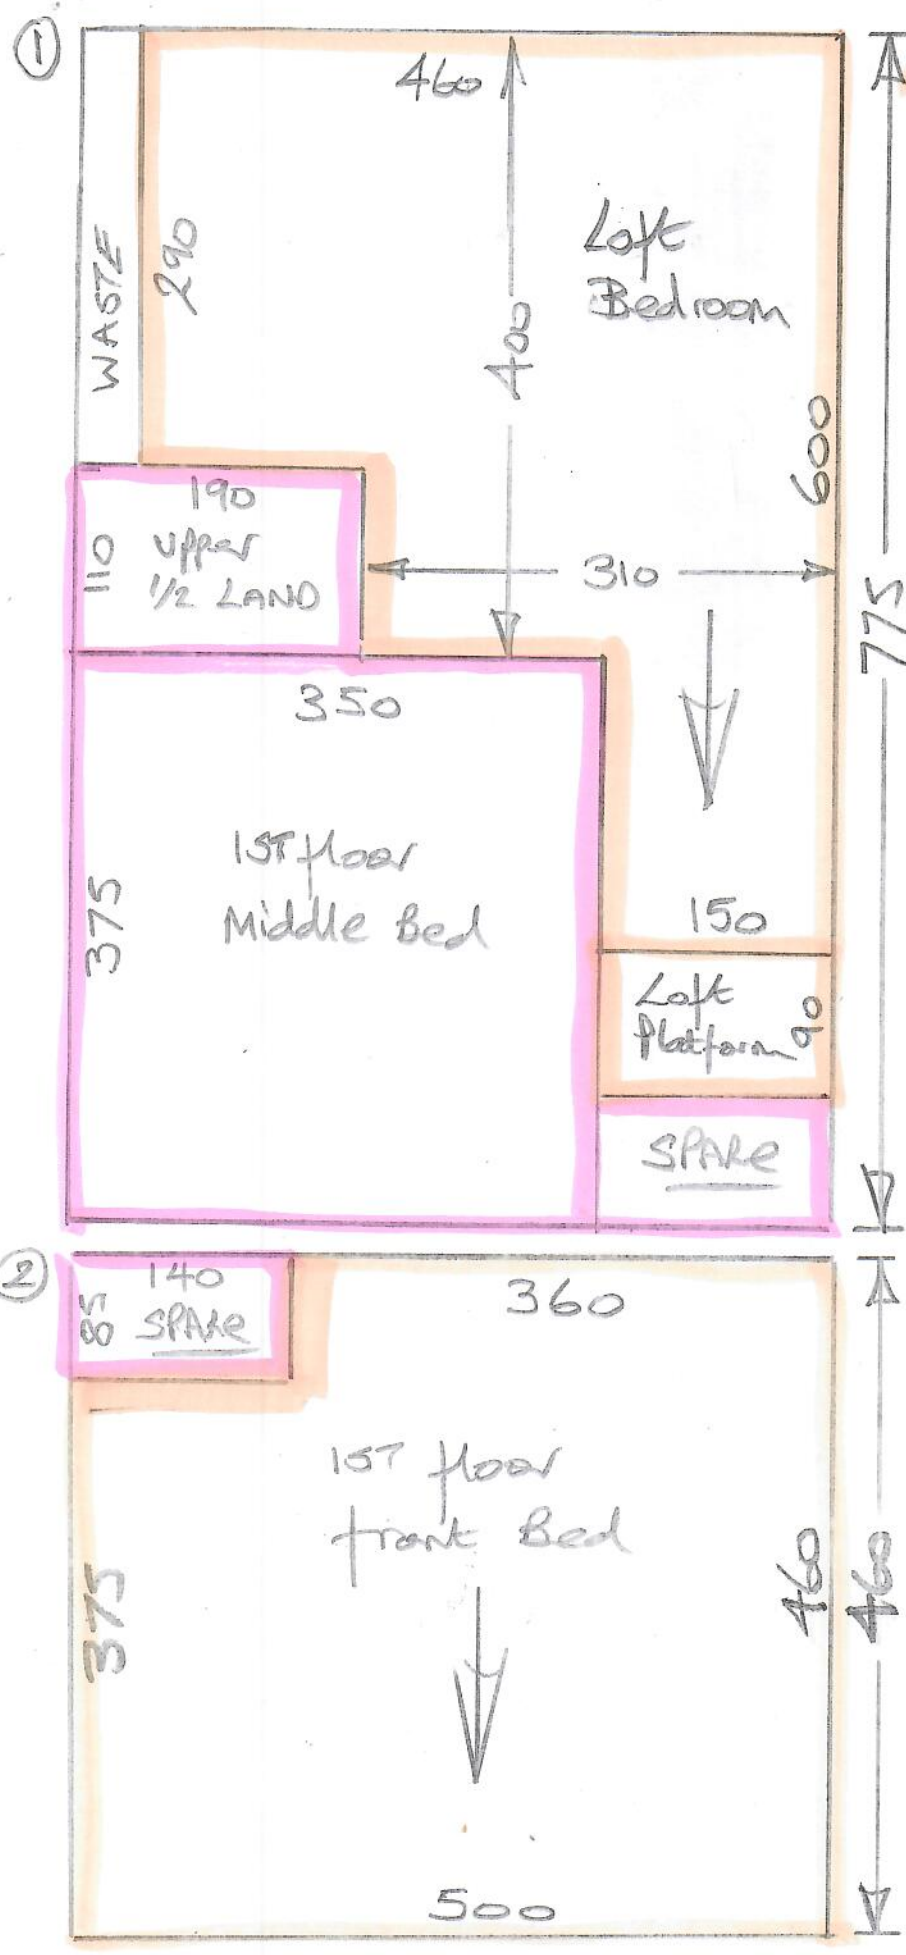 ①
460
Loft
Bedroom
WASTE
290
400
600
775
190
110
upper
1/2 LAND
310
350
1ST floor
Middle Bed
375
150
Loft
Platform
90
SPARE
②
140
85
SPARE
360
1ST floor
front Bed
375
460
460
500